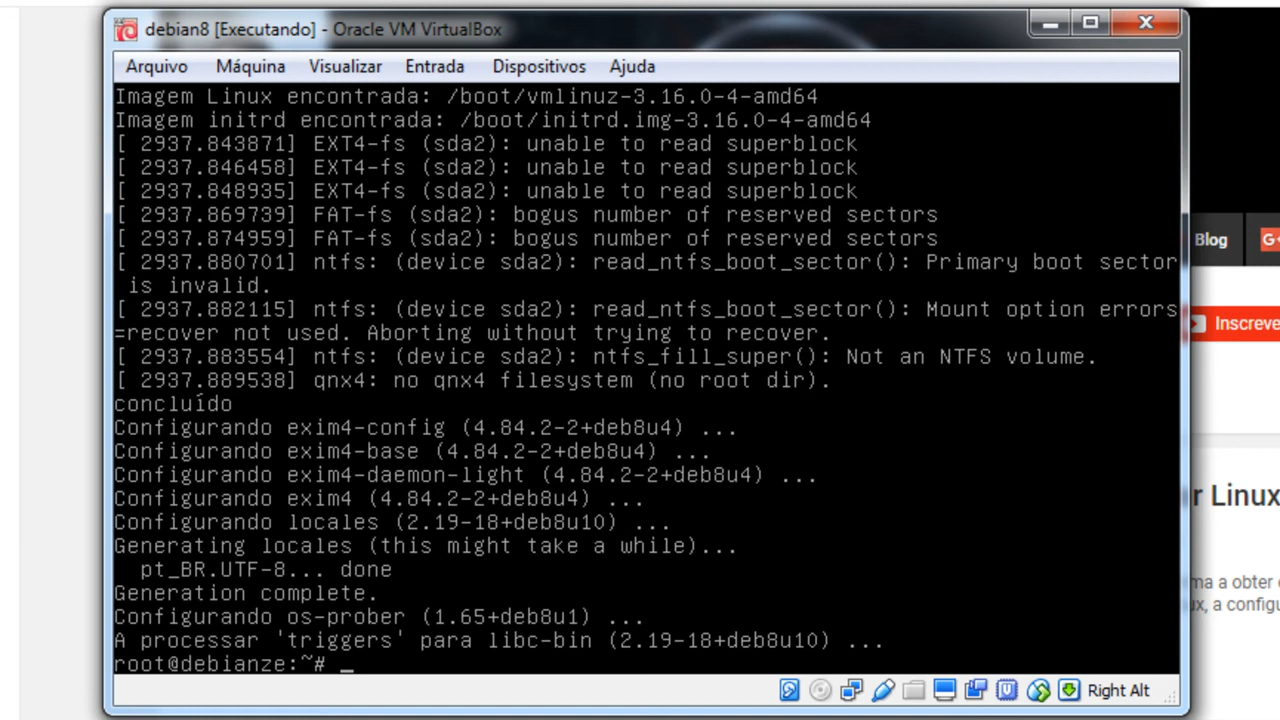 debian8 [Executando] - Oracle VM VirtualBox
Arquivo Máquina Visualizar Entrada Dispositivos Ajuda
Imagem Linux encontrada: /boot/vmlinuz-3.16.0-4-amd64
Imagem initrd encontrada: /boot/initrd.img-3.16.0-4-amd64
[ 2937.843871] EXT4-fs (sda2): unable to read superblock
[ 2937.846458] EXT4-fs (sda2): unable to read superblock
[ 2937.848935] EXT4-fs (sda2): unable to read superblock
[ 2937.869739] FAT-fs (sda2): bogus number of reserved sectors
[ 2937.874959] FAT-fs (sda2): bogus number of reserved sectors
[ 2937.880701] ntfs: (device sda2): read_ntfs_boot_sector(): Primary boot sector
is invalid.
[ 2937.882115] ntfs: (device sda2): read_ntfs_boot_sector(): Mount option errors
=recover not used. Aborting without trying to recover.
[ 2937.883554] ntfs: (device sda2): ntfs_fill_super(): Not an NTFS volume.
[ 2937.889538] qnx4: no qnx4 filesystem (no root dir).
concluído
Configurando exim4-config (4.84.2-2+deb8u4) ...
Configurando exim4-base (4.84.2-2+deb8u4) ...
Configurando exim4-daemon-light (4.84.2-2+deb8u4) ...
Configurando exim4 (4.84.2-2+deb8u4) ...
Configurando locales (2.19-18+deb8u10) ...
Generating locales (this might take a while)...
pt_BR.UTF-8... done
Generation complete.
Configurando os-prober (1.65+deb8u1) ...
A processar 'triggers' para libc-bin (2.19-18+deb8u10) ...
root@debianze:~# _
Right Alt
Blog G
Inscreve
r Linux
ma a obter
ux, a configu